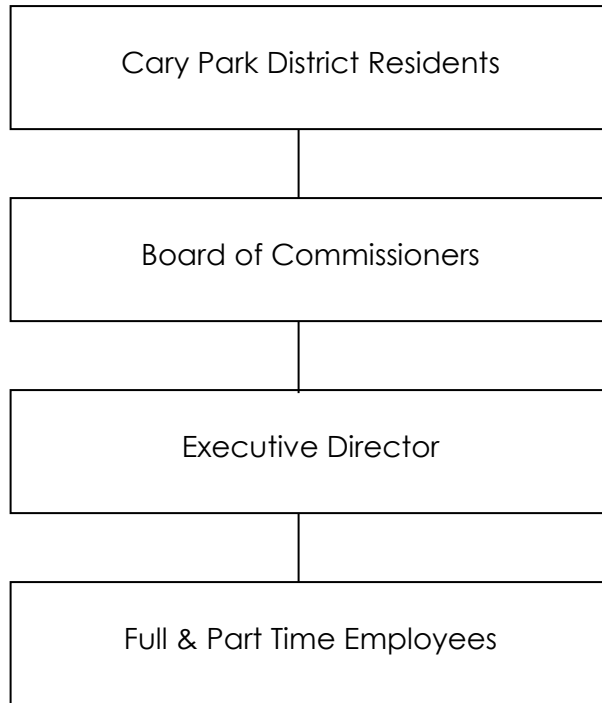 Cary Park District Residents
Board of Commissioners
Executive Director
Full & Part Time Employees